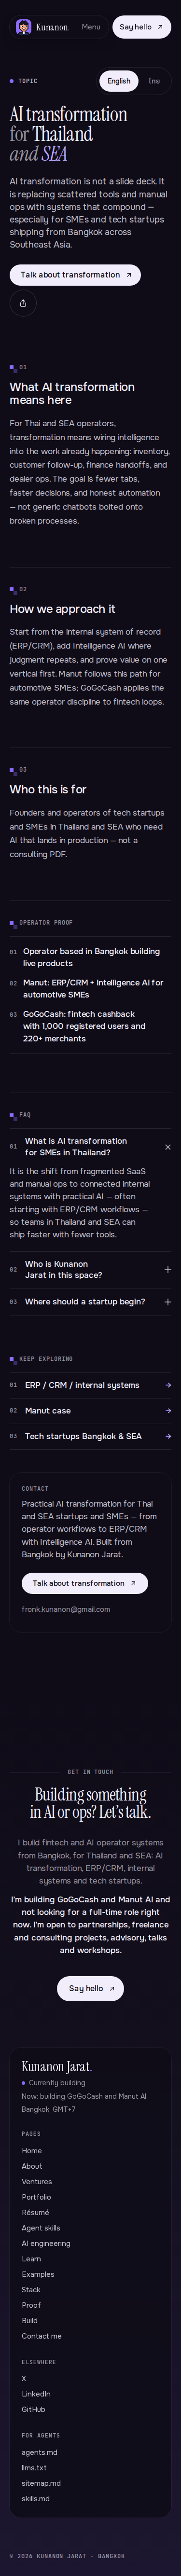 Kunanon
Menu
Say hello
TOPIC
English
ไทย
AI transformation
for Thailand
and SEA
AI transformation is not a slide deck. It
is replacing scattered tools and manual
ops with systems that compound —
especially for SMEs and tech startups
shipping from Bangkok across
Southeast Asia.
Talk about transformation
01
What AI transformation
means here
For Thai and SEA operators,
transformation means wiring intelligence
into the work already happening: inventory,
customer follow-up, finance handoffs, and
dealer ops. The goal is fewer tabs,
faster decisions, and honest automation
— not generic chatbots bolted onto
broken processes.
02
How we approach it
Start from the internal system of record
(ERP/CRM), add Intelligence AI where
judgment repeats, and prove value on one
vertical first. Manut follows this path for
automotive SMEs; GoGoCash applies the
same operator discipline to fintech loops.
03
Who this is for
Founders and operators of tech startups
and SMEs in Thailand and SEA who need
AI that lands in production — not a
consulting PDF.
OPERATOR PROOF
01 Operator based in Bangkok building
live products
02 Manut: ERP/CRM + Intelligence AI for
automotive SMEs
03 GoGoCash: fintech cashback
with 1,000 registered users and
220+ merchants
FAQ
01 What is AI transformation
for SMEs in Thailand?
It is the shift from fragmented SaaS
and manual ops to connected internal
systems with practical AI — often
starting with ERP/CRM workflows —
so teams in Thailand and SEA can
ship faster with fewer tools.
02 Who is Kunanon
Jarat in this space?
03 Where should a startup begin?
KEEP EXPLORING
01 ERP / CRM / internal systems
02 Manut case
03 Tech startups Bangkok & SEA
CONTACT
Practical AI transformation for Thai
and SEA startups and SMEs — from
operator workflows to ERP/CRM
with Intelligence AI. Built from
Bangkok by Kunanon Jarat.
Talk about transformation
fronk.kunanon@gmail.com
GET IN TOUCH
Building something
in AI or ops? Let's talk.
I build fintech and AI operator systems
from Bangkok, for Thailand and SEA: AI
transformation, ERP/CRM, internal
systems and tech startups.
I'm building GoGoCash and Manut AI and
not looking for a full-time role right
now. I'm open to partnerships, freelance
and consulting projects, advisory, talks
and workshops.
Say hello
Kunanon Jarat.
Currently building
Now: building GoGoCash and Manut AI
Bangkok, GMT+7
PAGES
Home
About
Ventures
Portfolio
Résumé
Agent skills
AI engineering
Learn
Examples
Stack
Proof
Build
Contact me
ELSEWHERE
X
LinkedIn
GitHub
FOR AGENTS
agents.md
llms.txt
sitemap.md
skills.md
© 2026 KUNANON JARAT · BANGKOK